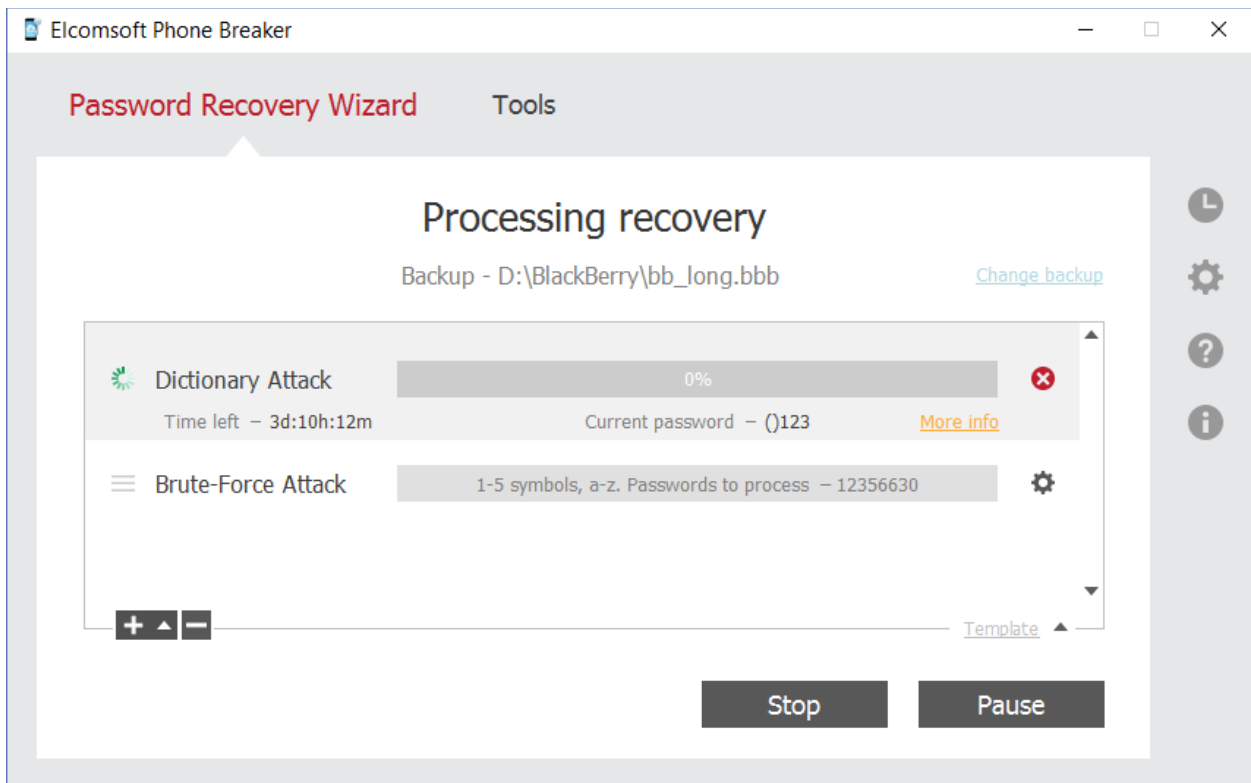 Elcomsoft Phone Breaker
Password Recovery Wizard Tools
Processing recovery
Backup - D:\BlackBerry\bb_long.bbb Change backup
Dictionary Attack 0%
Time left – 3d:10h:12m Current password – ()123 More info
Brute-Force Attack 1-5 symbols, a-z. Passwords to process – 12356630
Template
Stop Pause